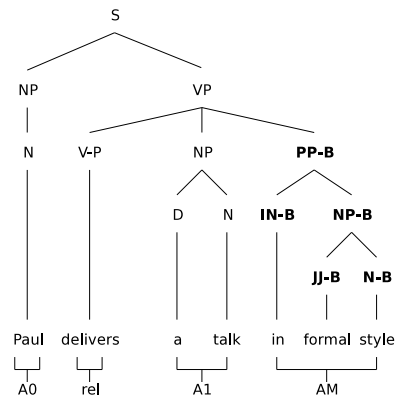 S
NP VP
N V-P NP PP-B
D N IN-B NP-B
JJ-B N-B
Paul delivers a talk in formal style
A0 rel A1 AM